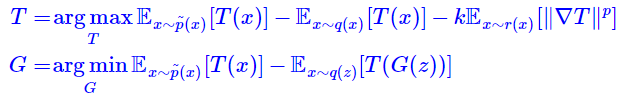 T = arg max_T 𝔼_{x∼p̃(x)}[T(x)] − 𝔼_{x∼q(x)}[T(x)] − k𝔼_{x∼r(x)}[‖∇T‖^p]
G = arg min_G 𝔼_{x∼p̃(x)}[T(x)] − 𝔼_{x∼q(z)}[T(G(z))]